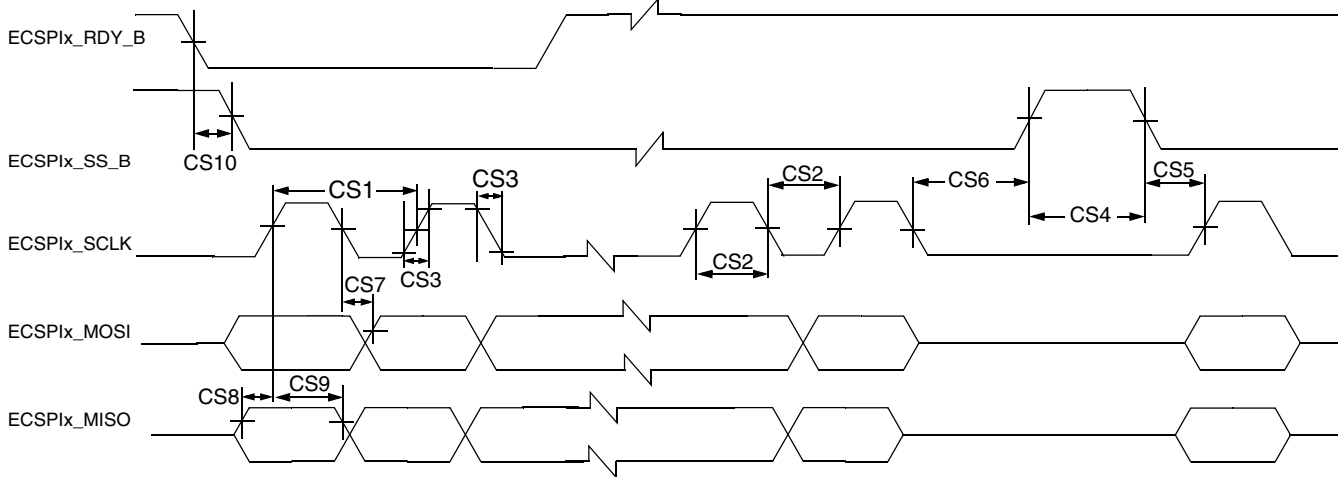 ECSPIx_RDY_B
CS10
ECSPIx_SS_B
CS1
CS3
CS2
CS6
CS5
CS4
ECSPIx_SCLK
CS3
CS2
CS7
ECSPIx_MOSI
CS8
CS9
ECSPIx_MISO